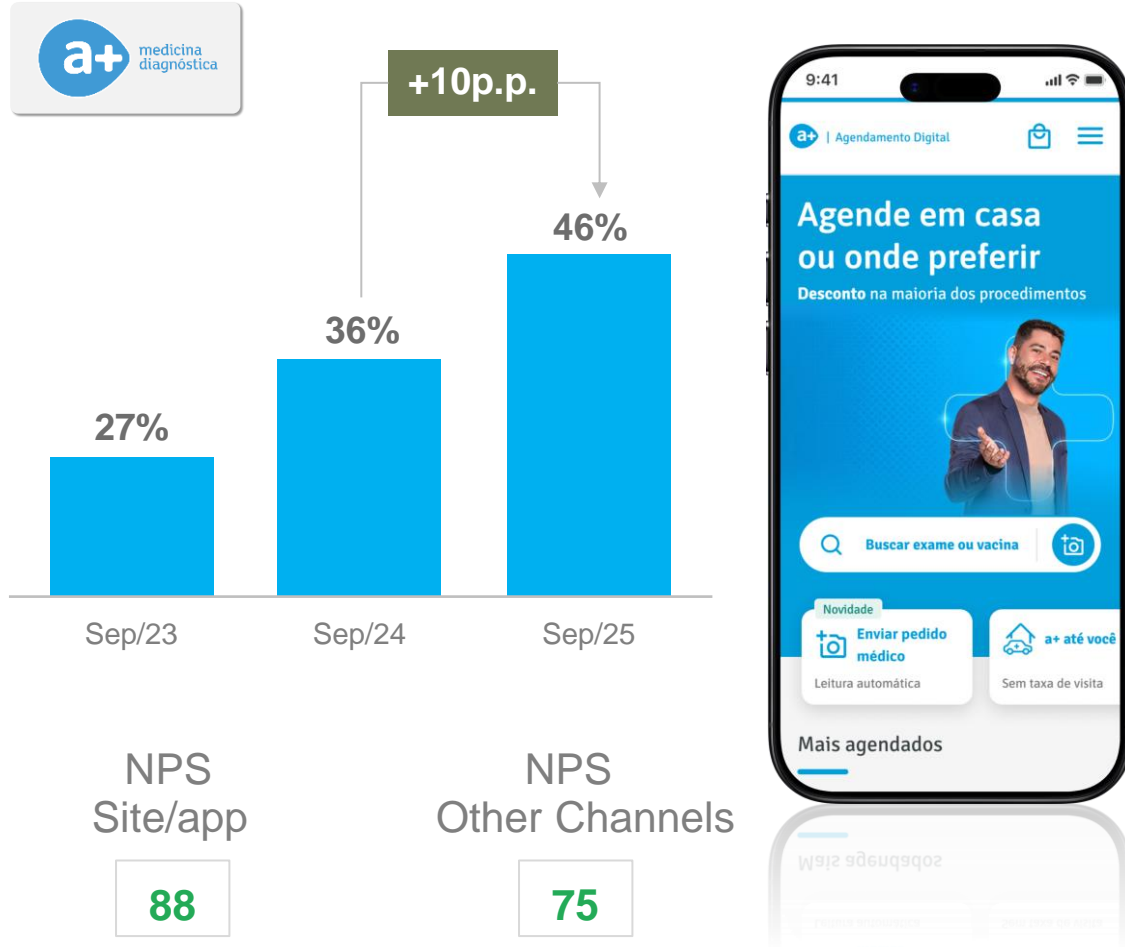 a+ medicina
diagnóstica
+10p.p.
46%
36%
27%
Sep/23 Sep/24 Sep/25
NPS
Site/app
88
NPS
Other Channels
75
9:41
a+ | Agendamento Digital
Agende em casa
ou onde preferir
Desconto na maioria dos procedimentos
Buscar exame ou vacina
Novidade
Enviar pedido
médico
Leitura automática
a+ até você
Sem taxa de visita
Mais agendados
Mais agendados